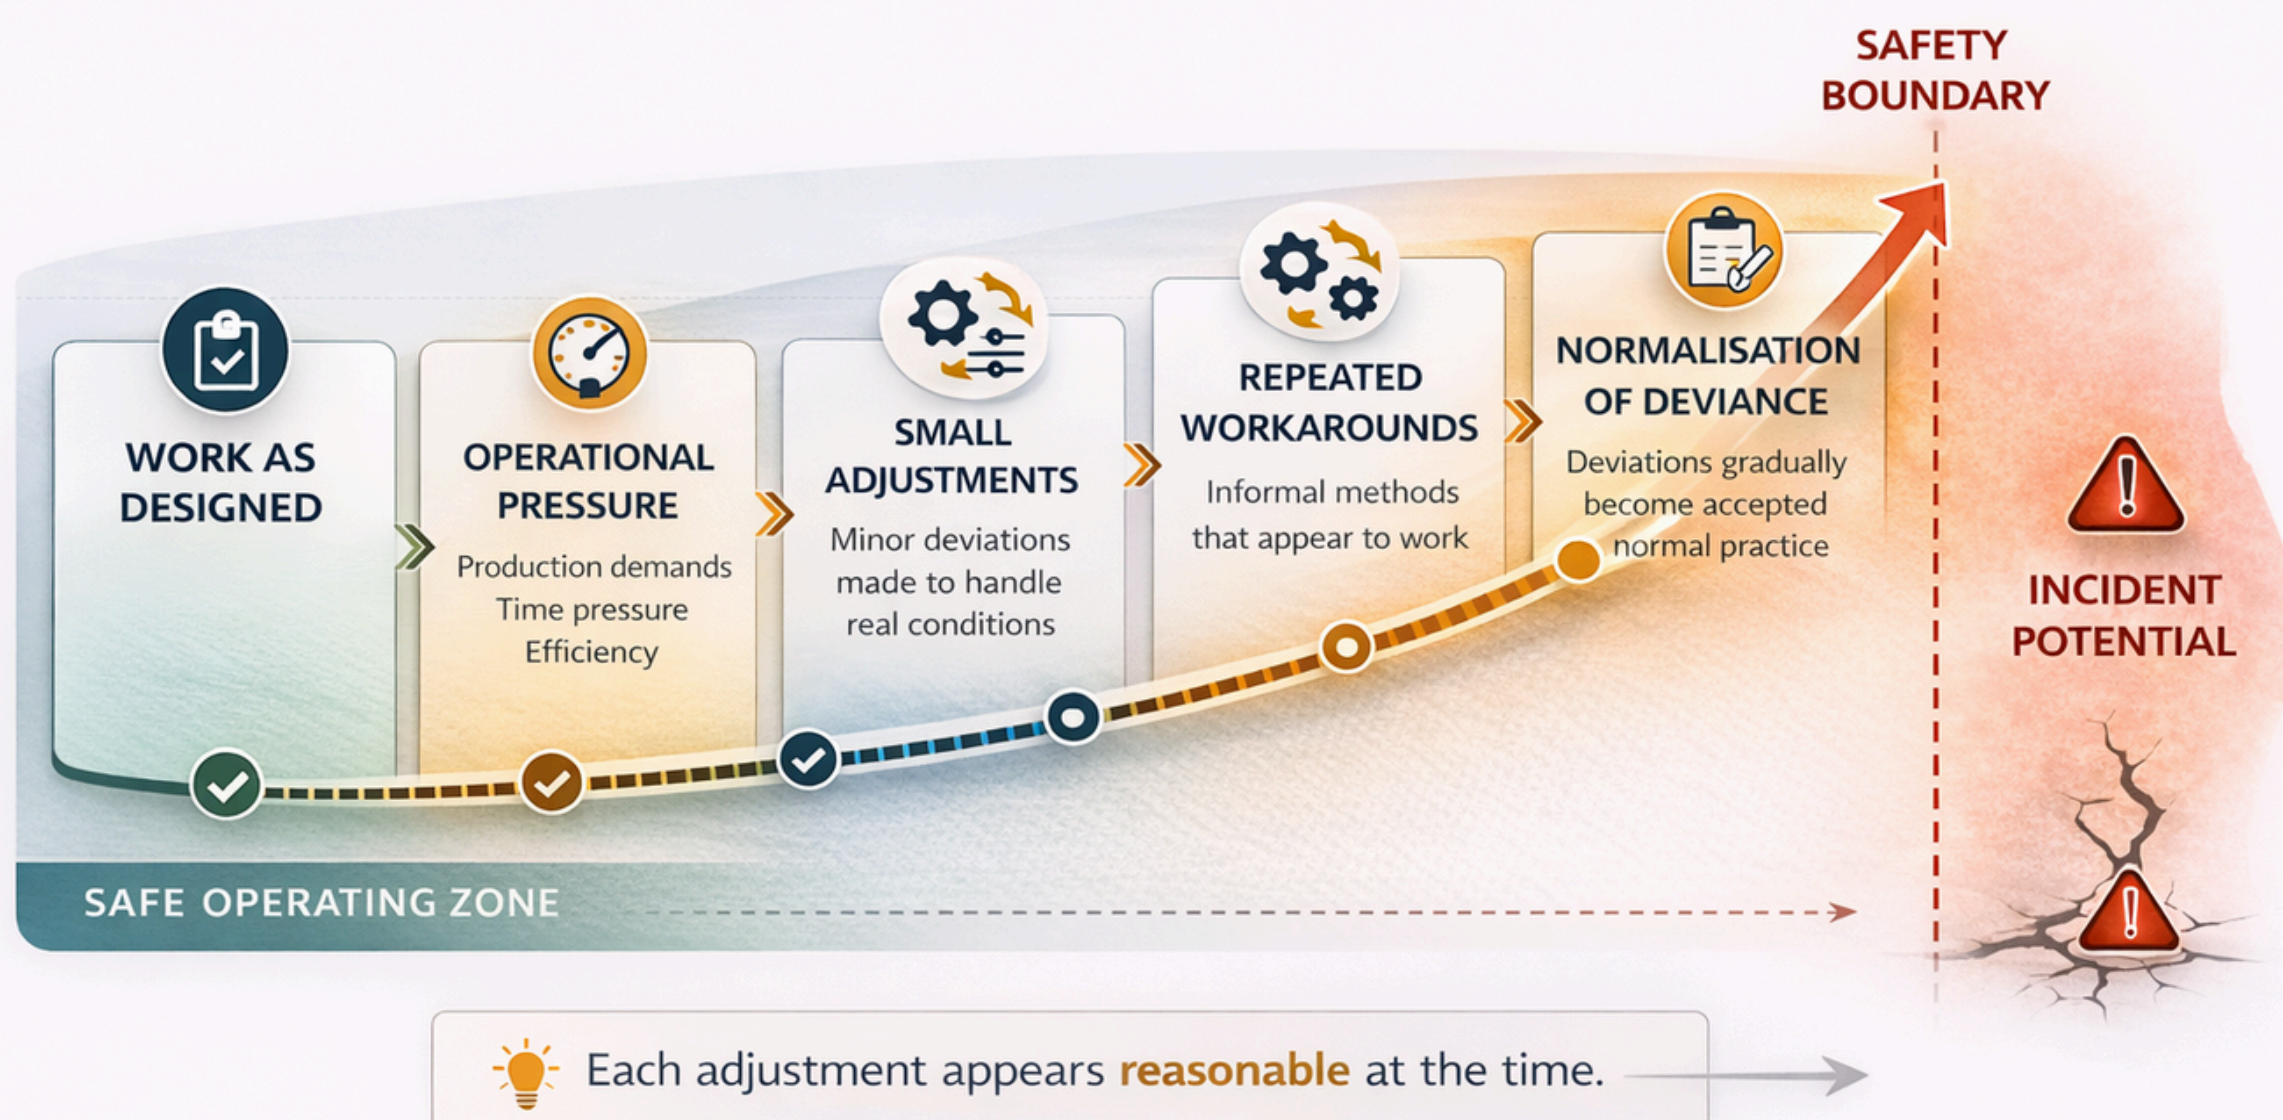 SAFETY
BOUNDARY
WORK AS
DESIGNED
OPERATIONAL
PRESSURE
Production demands
Time pressure
Efficiency
SMALL
ADJUSTMENTS
Minor deviations
made to handle
real conditions
REPEATED
WORKAROUNDS
Informal methods
that appear to work
NORMALISATION
OF DEVIANCE
Deviations gradually
become accepted
normal practice
INCIDENT
POTENTIAL
SAFE OPERATING ZONE
Each adjustment appears reasonable at the time.